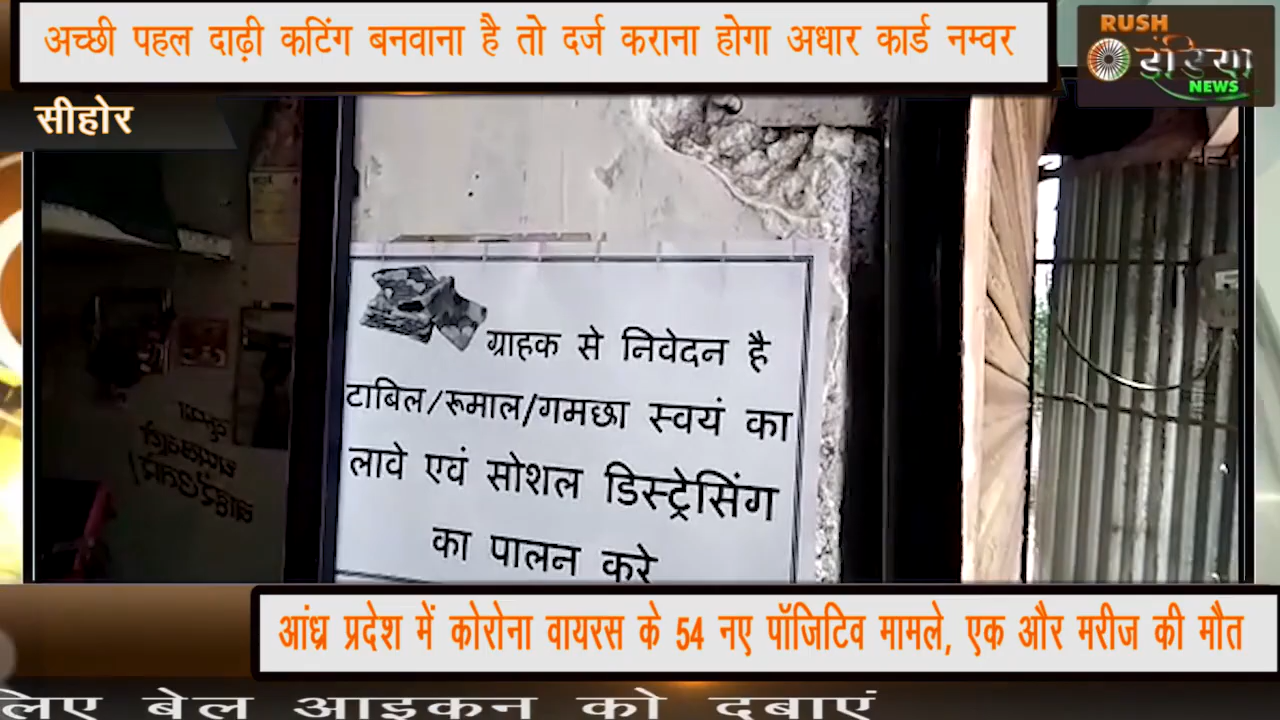 अच्छी पहल दाढ़ी कटिंग बनवाना है तो दर्ज कराना होगा अधार कार्ड नम्वर
RUSH
इंडिया
NEWS
सीहोर
ग्राहक से निवेदन है
टाबिल/रूमाल/गमछा स्वयं का
लावे एवं सोशल डिस्ट्रेसिंग
का पालन करे
आंध्र प्रदेश में कोरोना वायरस के 54 नए पॉजिटिव मामले, एक और मरीज की मौत
लिए बेल आइकन को दबाएं